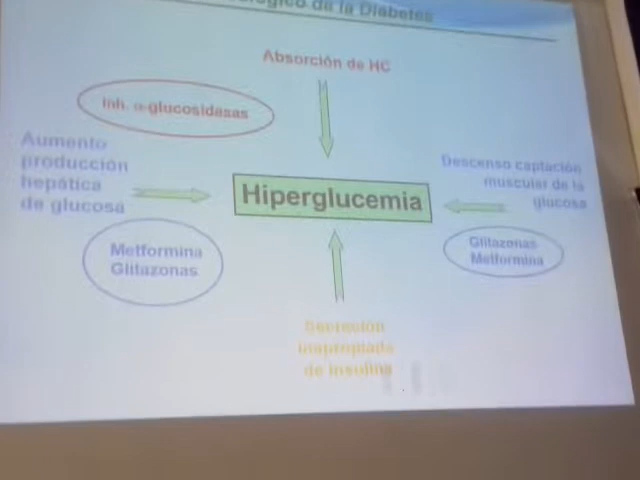 de la Diabetes
Absorción de HC
Inh. α-glucosidasas
Aumento
producción
hepática
de glucosa
Descenso captación
muscular de la
glucosa
Hiperglucemia
Metformina
Glitazonas
Glitazonas
Metformina
Secreción
inapropiada
de insulina